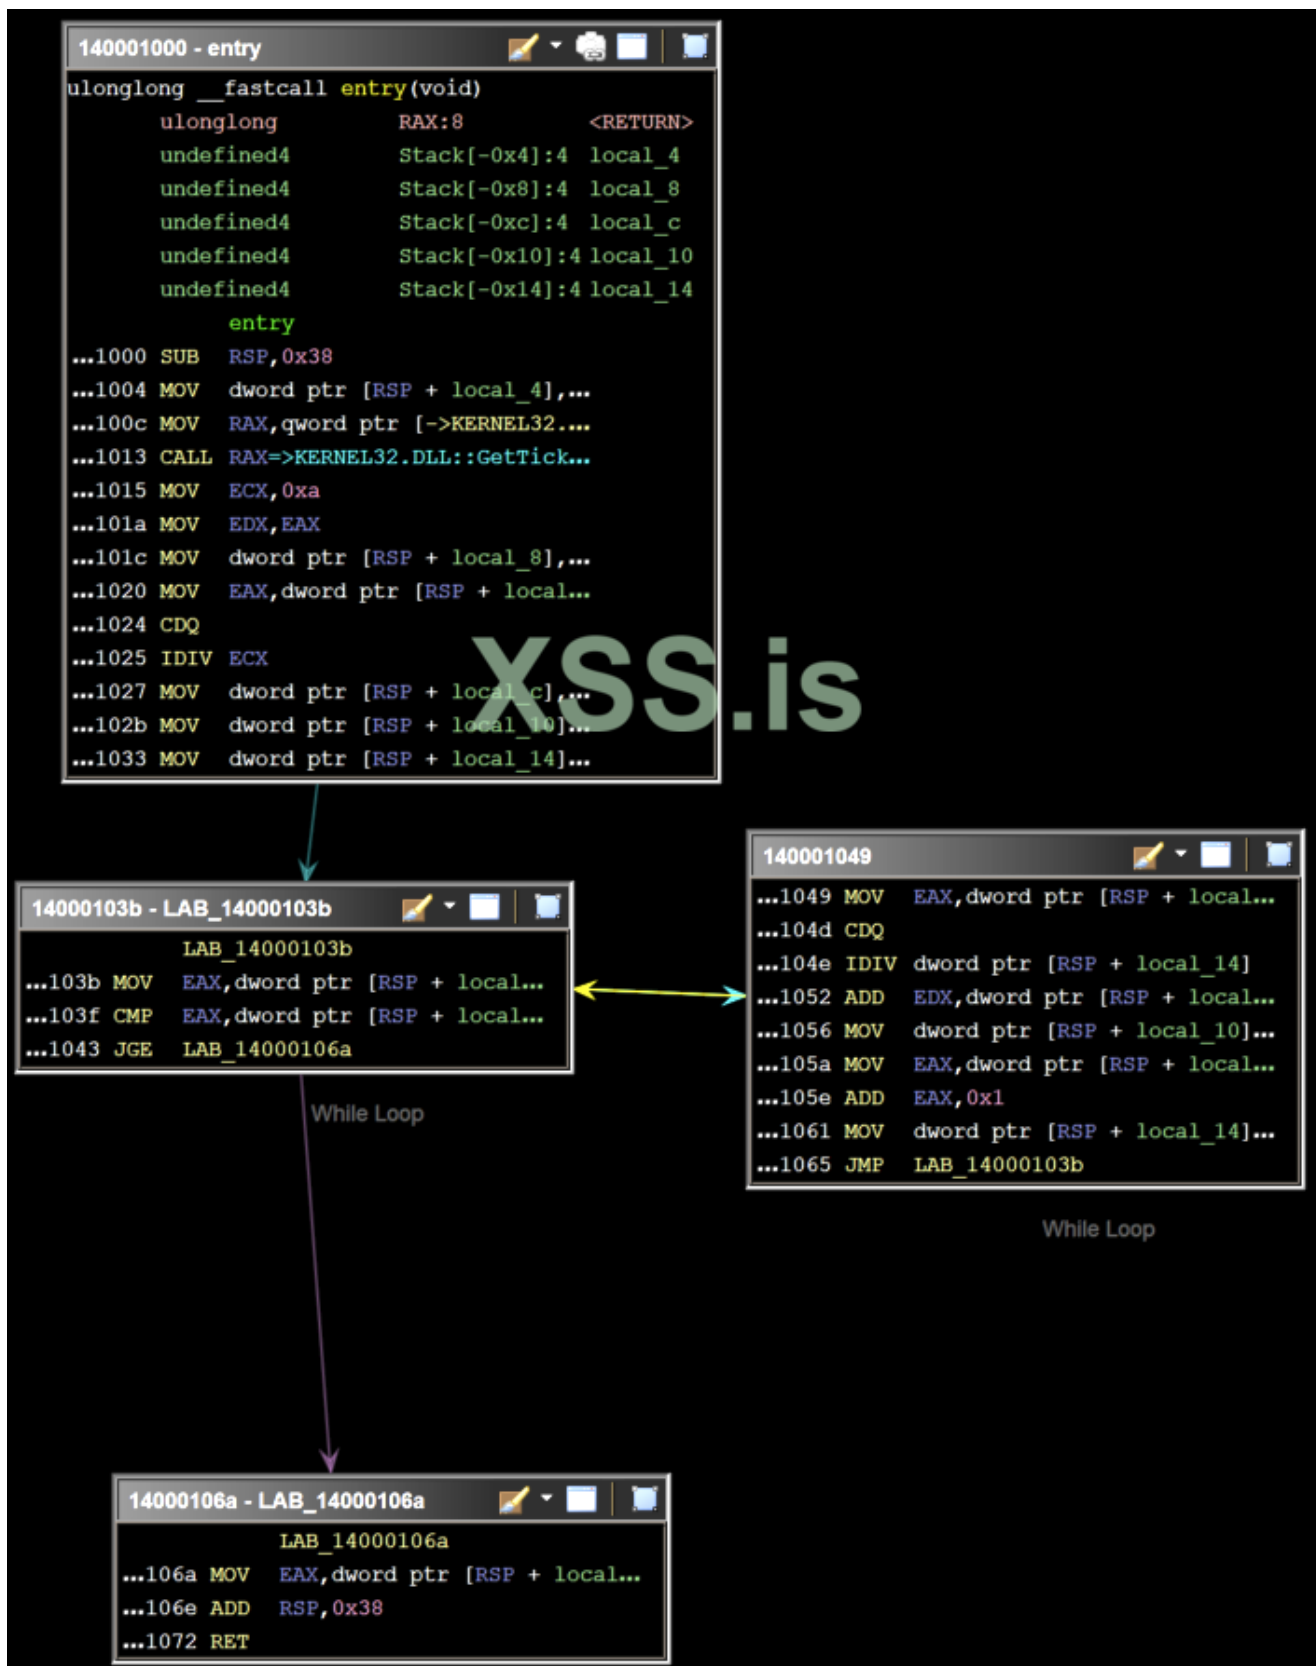 140001000 - entry
ulonglong __fastcall entry(void)
ulonglong RAX:8 <RETURN>
undefined4 Stack[-0x4]:4 local_4
undefined4 Stack[-0x8]:4 local_8
undefined4 Stack[-0xc]:4 local_c
undefined4 Stack[-0x10]:4 local_10
undefined4 Stack[-0x14]:4 local_14
entry
...1000 SUB RSP,0x38
...1004 MOV dword ptr [RSP + local_4],...
...100c MOV RAX,qword ptr [->KERNEL32....
...1013 CALL RAX=>KERNEL32.DLL::GetTick...
...1015 MOV ECX,0xa
...101a MOV EDX,EAX
...101c MOV dword ptr [RSP + local_8],...
...1020 MOV EAX,dword ptr [RSP + local...
...1024 CDQ
...1025 IDIV ECX
...1027 MOV dword ptr [RSP + local_c],...
...102b MOV dword ptr [RSP + local_10]...
...1033 MOV dword ptr [RSP + local_14]...
XSS.is
14000103b - LAB_14000103b
LAB_14000103b
...103b MOV EAX,dword ptr [RSP + local...
...103f CMP EAX,dword ptr [RSP + local...
...1043 JGE LAB_14000106a
While Loop
140001049
...1049 MOV EAX,dword ptr [RSP + local...
...104d CDQ
...104e IDIV dword ptr [RSP + local_14]
...1052 ADD EDX,dword ptr [RSP + local...
...1056 MOV dword ptr [RSP + local_10]...
...105a MOV EAX,dword ptr [RSP + local...
...105e ADD EAX,0x1
...1061 MOV dword ptr [RSP + local_14]...
...1065 JMP LAB_14000103b
While Loop
14000106a - LAB_14000106a
LAB_14000106a
...106a MOV EAX,dword ptr [RSP + local...
...106e ADD RSP,0x38
...1072 RET